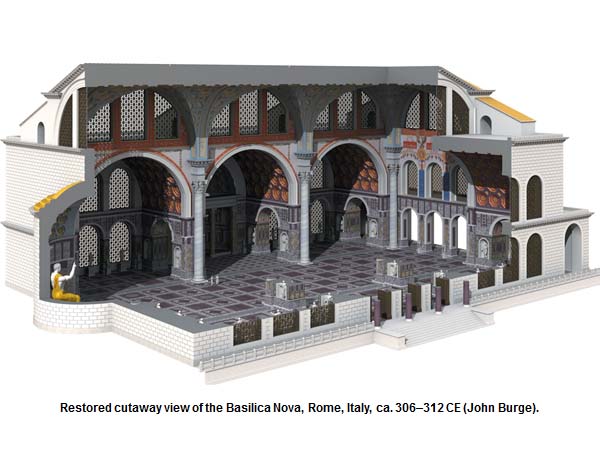 Restored cutaway view of the Basilica Nova, Rome, Italy, ca. 306–312 CE (John Burge).